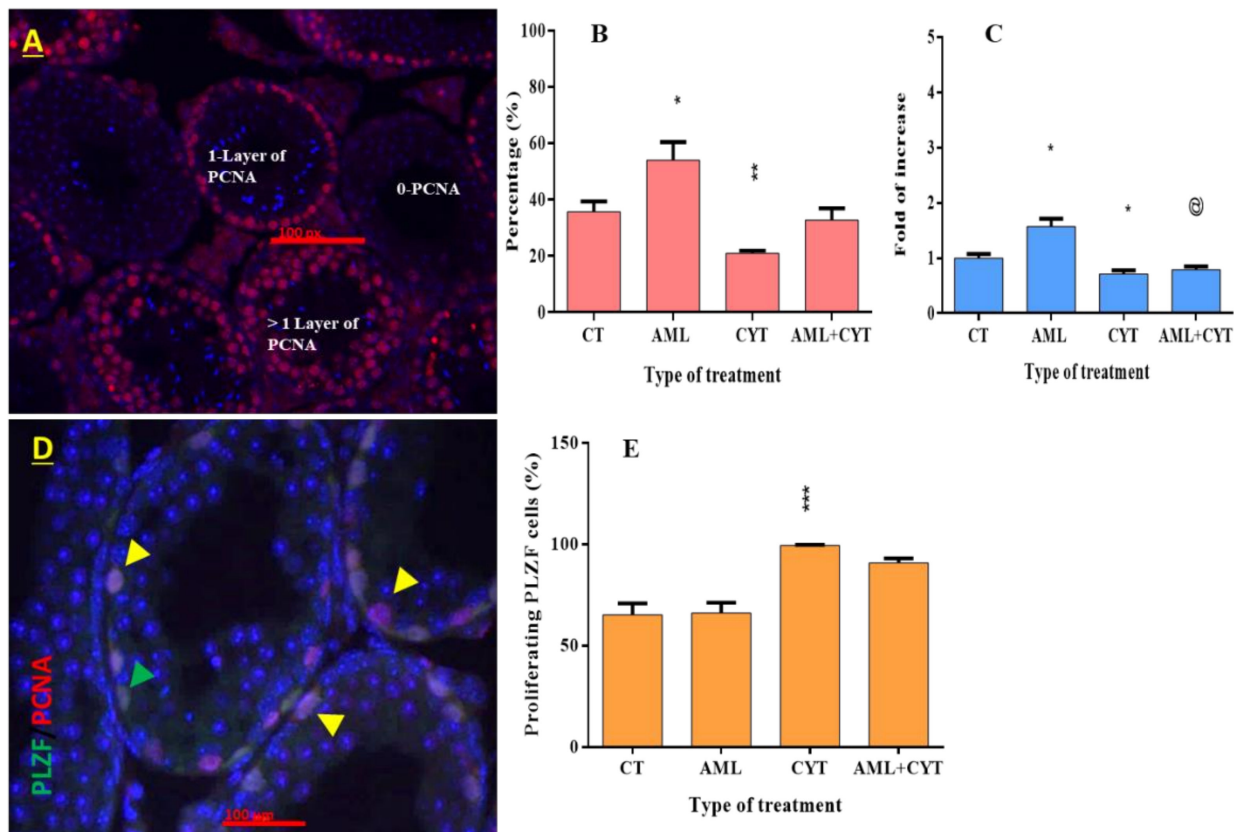 A
1-Layer of
PCNA
0-PCNA
100 px
> 1 Layer of
PCNA
B
Percentage (%)
100
80
60
40
20
0
*
**
CT
AML
CYT
AML+CYT
Type of treatment
C
Fold of increase
5
4
3
2
1
0
*
*
@
CT
AML
CYT
AML+CYT
Type of treatment
D
PLZF/PCNA
100 μm
E
Proliferating PLZF cells (%)
150
100
50
0
***
CT
AML
CYT
AML+CYT
Type of treatment